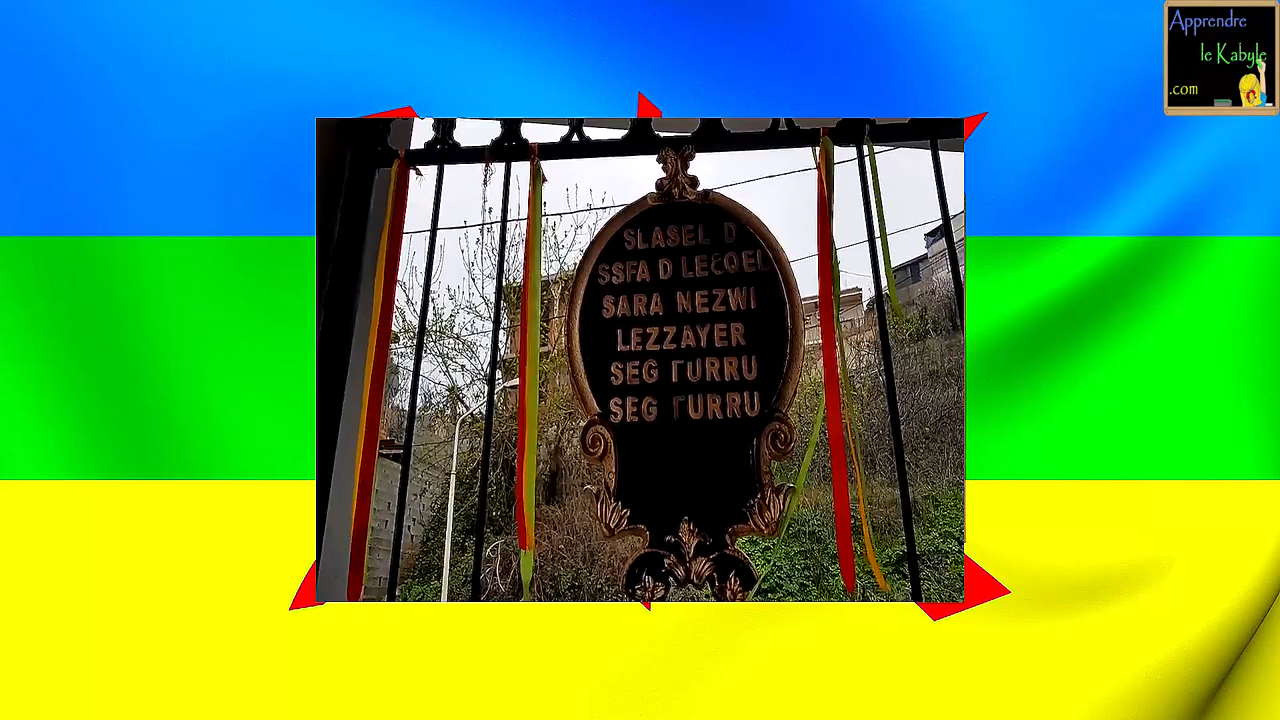 Apprendre
le Kabyle
.com
SLASEL D
SSFA D LEƐQEL
SARA NEZWI
LEZZAYER
SEG ΓURRU
SEG ΓURRU